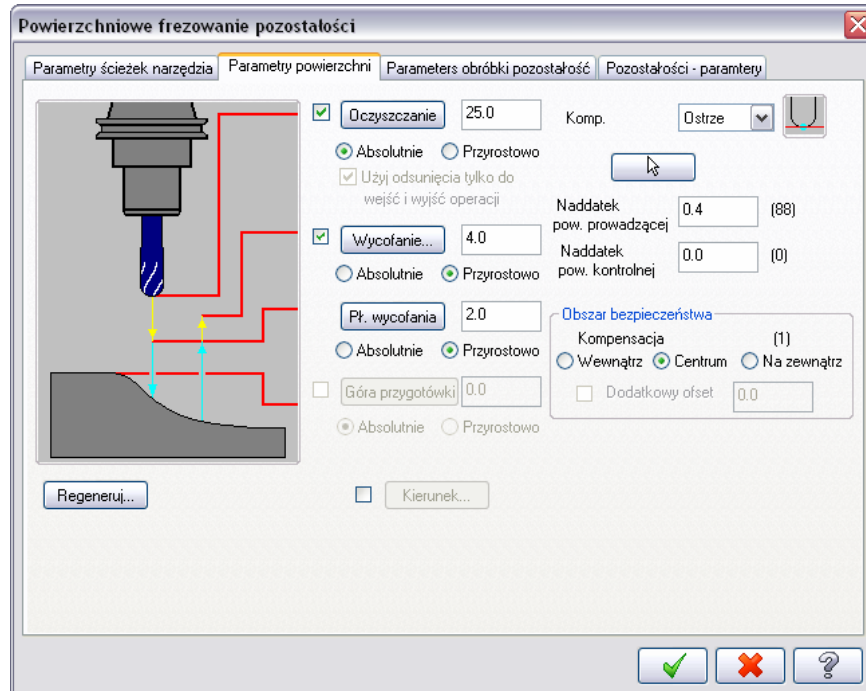 Powierzchniowe frezowanie pozostałości
Parametry ścieżek narzędzia
Parametry powierzchni
Parameters obróbki pozostałość
Pozostałości - paramtery
Oczyszczanie
25.0
Absolutnie
Przyrostowo
Użyj odsunięcia tylko do
wejść i wyjść operacji
Wycofanie...
4.0
Absolutnie
Przyrostowo
Pł. wycofania
2.0
Absolutnie
Przyrostowo
Góra przygotówki
0.0
Absolutnie
Przyrostowo
Komp.
Ostrze
Naddatek
pow. prowadzącej
0.4
(88)
Naddatek
pow. kontrolnej
0.0
(0)
Obszar bezpieczeństwa
Kompensacja
(1)
Wewnątrz
Centrum
Na zewnątrz
Dodatkowy ofset
0.0
Regeneruj...
Kierunek...